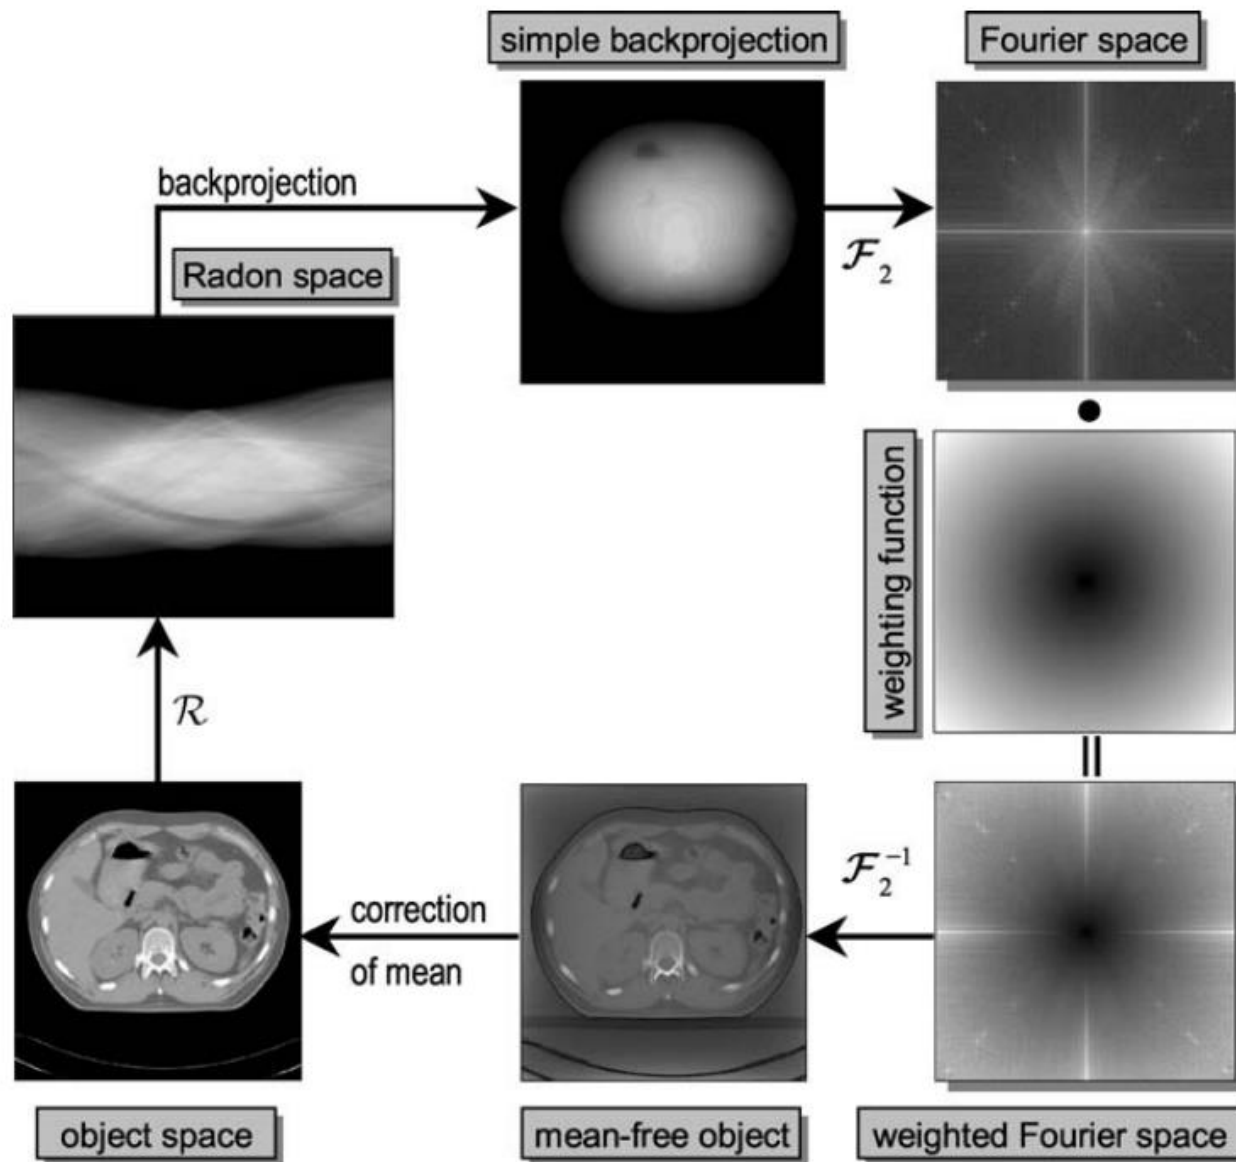 simple backprojection
Fourier space
backprojection
Radon space
ℱ₂
weighting function
ℛ
ℱ₂⁻¹
correction
of mean
object space
mean-free object
weighted Fourier space